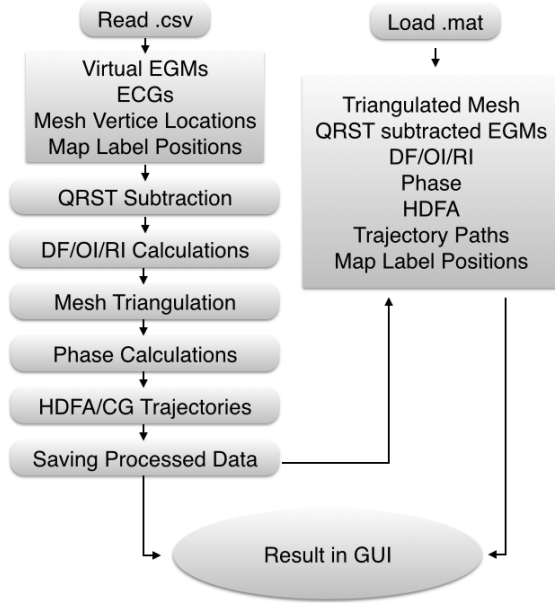 Read .csv
Virtual EGMs
ECGs
Mesh Vertice Locations
Map Label Positions
QRST Subtraction
DF/OI/RI Calculations
Mesh Triangulation
Phase Calculations
HDFA/CG Trajectories
Saving Processed Data
Load .mat
Triangulated Mesh
QRST subtracted EGMs
DF/OI/RI
Phase
HDFA
Trajectory Paths
Map Label Positions
Result in GUI